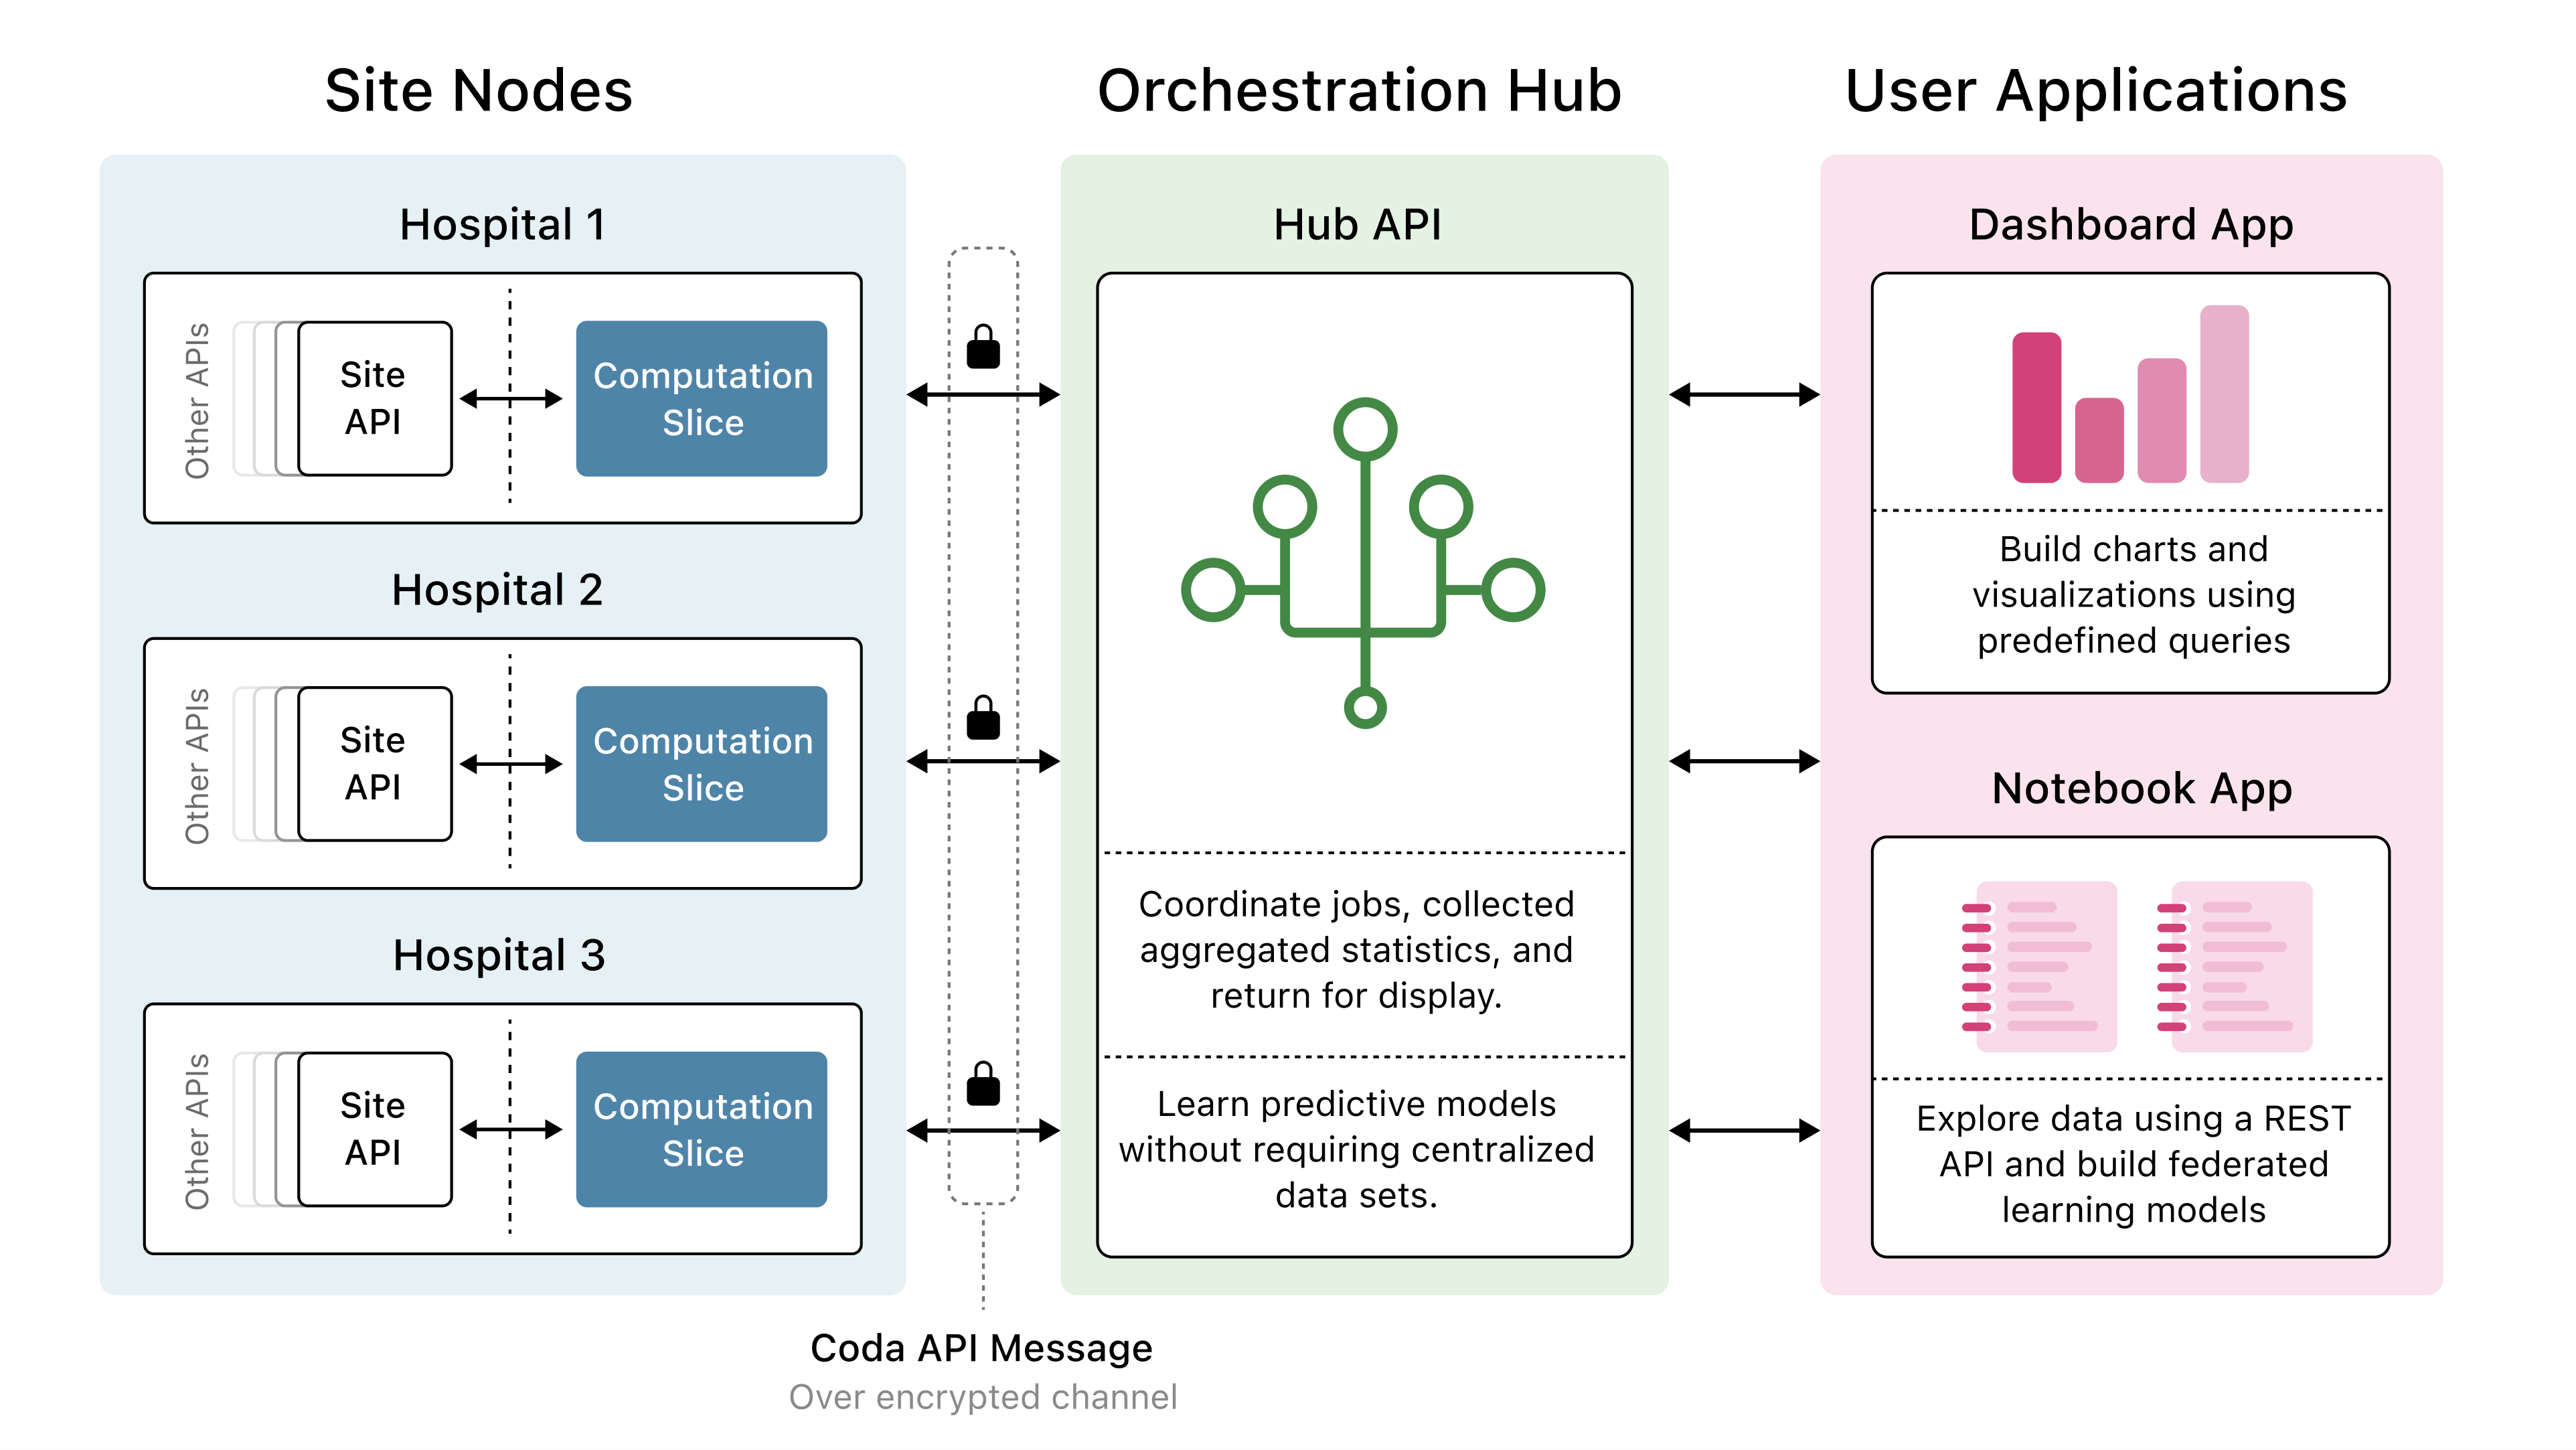 Site Nodes
Orchestration Hub
User Applications
Hospital 1
Other APIs
Site
API
Computation
Slice
Hospital 2
Other APIs
Site
API
Computation
Slice
Hospital 3
Other APIs
Site
API
Computation
Slice
Coda API Message
Over encrypted channel
Hub API
Coordinate jobs, collected
aggregated statistics, and
return for display.
Learn predictive models
without requiring centralized
data sets.
Dashboard App
Build charts and
visualizations using
predefined queries
Notebook App
Explore data using a REST
API and build federated
learning models